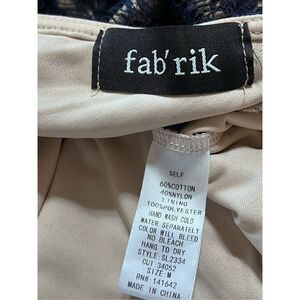 fab'rik
SELF
60%COTTON
40%NYLON
LINING
100%POLYESTER
HAND WASH COLD
WATER SEPARATELY
COLOR WILL BLEED
NO BLEACH
HANG TO DRY
STYLE: SL2334
CUT: 34052
SIZE: M
RN# 141642
MADE IN CHINA